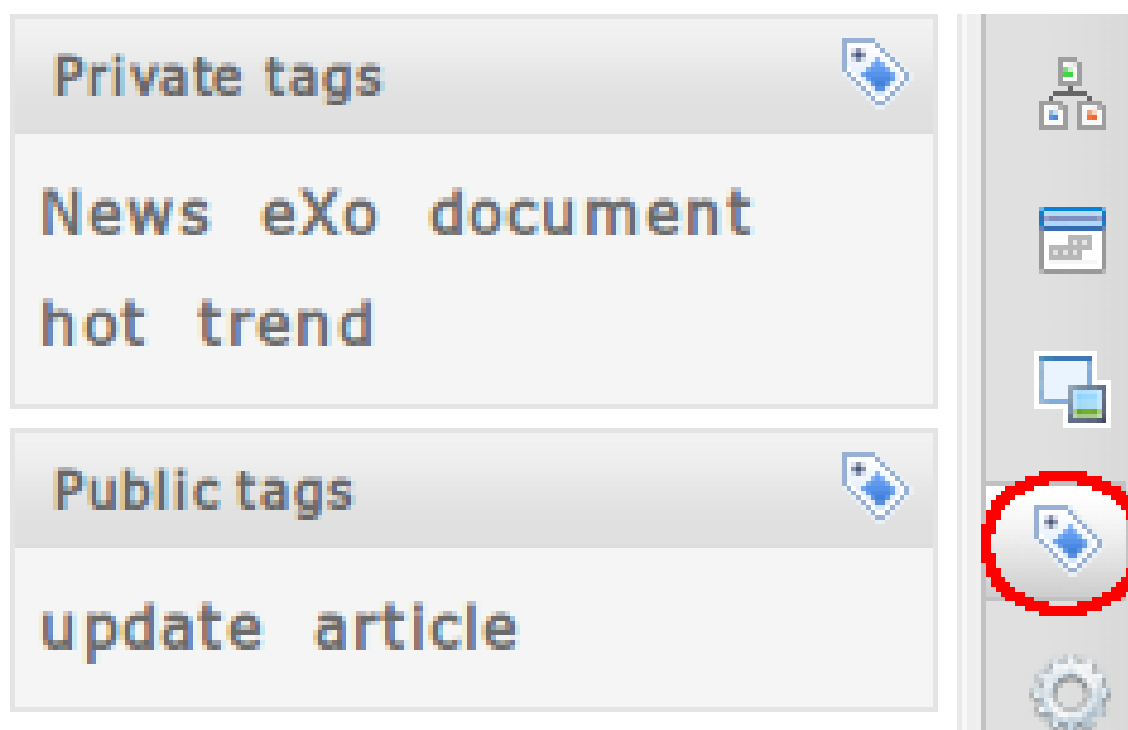 Private tags
News eXo document
hot trend
Public tags
update article